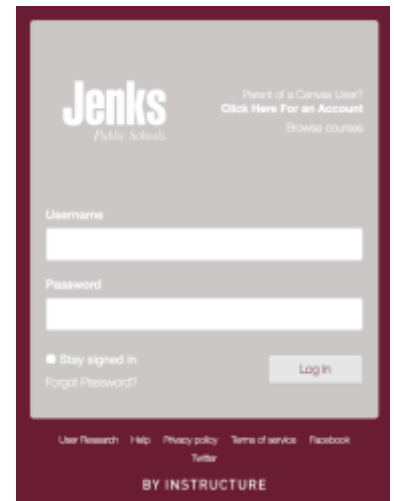 Jenks
Public Schools
Parent of a Canvas User?
Click Here For an Account
Browse courses
Username
Password
Stay signed in
Forgot Password?
Log In
User Research Help Privacy policy Terms of service Facebook
Twitter
BY INSTRUCTURE